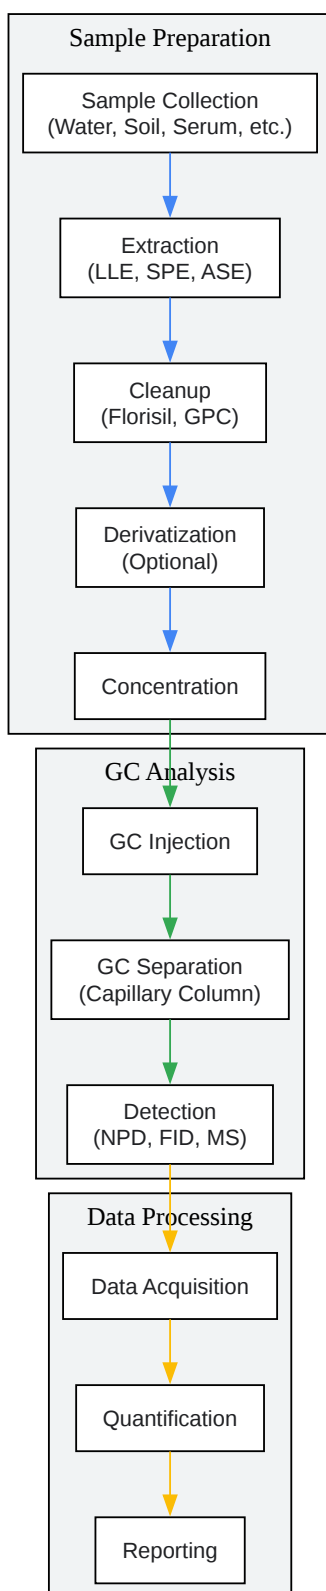 Sample Preparation
Sample Collection
(Water, Soil, Serum, etc.)
Extraction
(LLE, SPE, ASE)
Cleanup
(Florisil, GPC)
Derivatization
(Optional)
Concentration
GC Analysis
GC Injection
GC Separation
(Capillary Column)
Detection
(NPD, FID, MS)
Data Processing
Data Acquisition
Quantification
Reporting